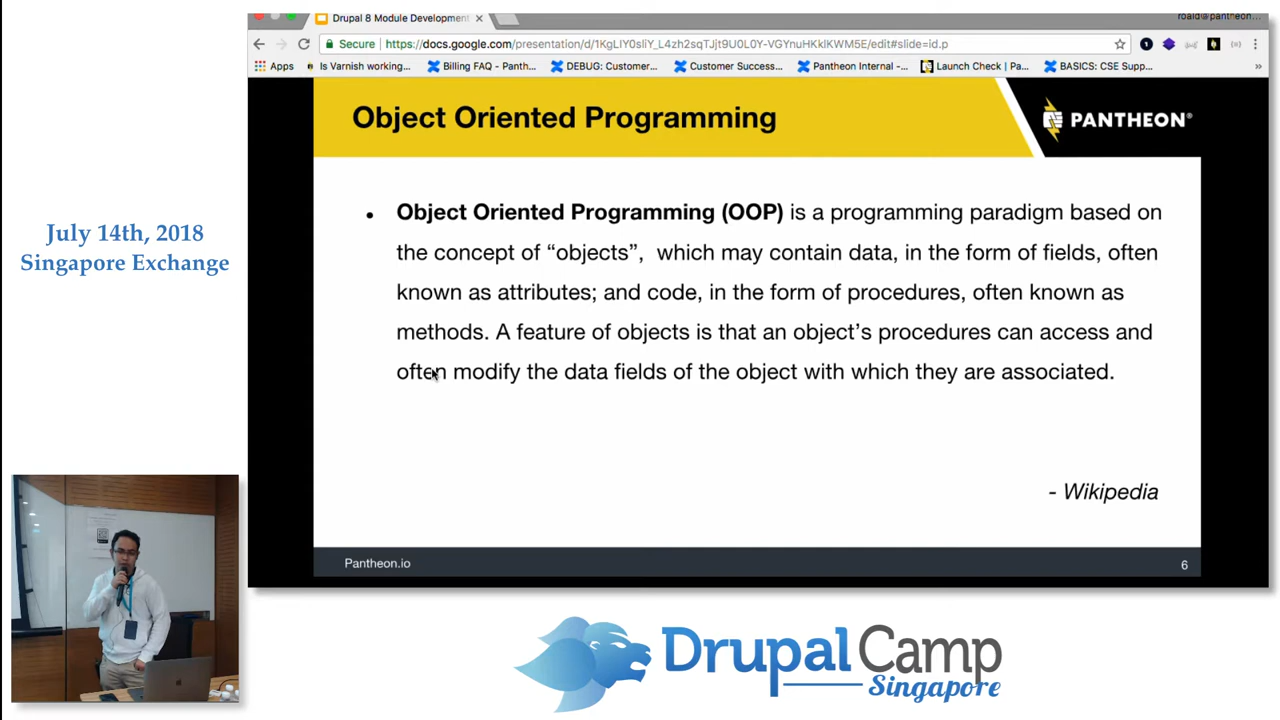 Drupal 8 Module Development
roald@pantheon...
Secure https://docs.google.com/presentation/d/1KgLIY0sliY_L4zh2sqTJjt9U0L0Y-VGYnuHKklKWM5E/edit#slide=id.p
Apps Is Varnish working... Billing FAQ - Panth... DEBUG: Customer... Customer Success... Pantheon Internal -... Launch Check | Pa... BASICS: CSE Supp... »
Object Oriented Programming
PANTHEON®
• Object Oriented Programming (OOP) is a programming paradigm based on
the concept of “objects”, which may contain data, in the form of fields, often
known as attributes; and code, in the form of procedures, often known as
methods. A feature of objects is that an object’s procedures can access and
often modify the data fields of the object with which they are associated.
- Wikipedia
Pantheon.io
6
July 14th, 2018
Singapore Exchange
DrupalCamp
Singapore